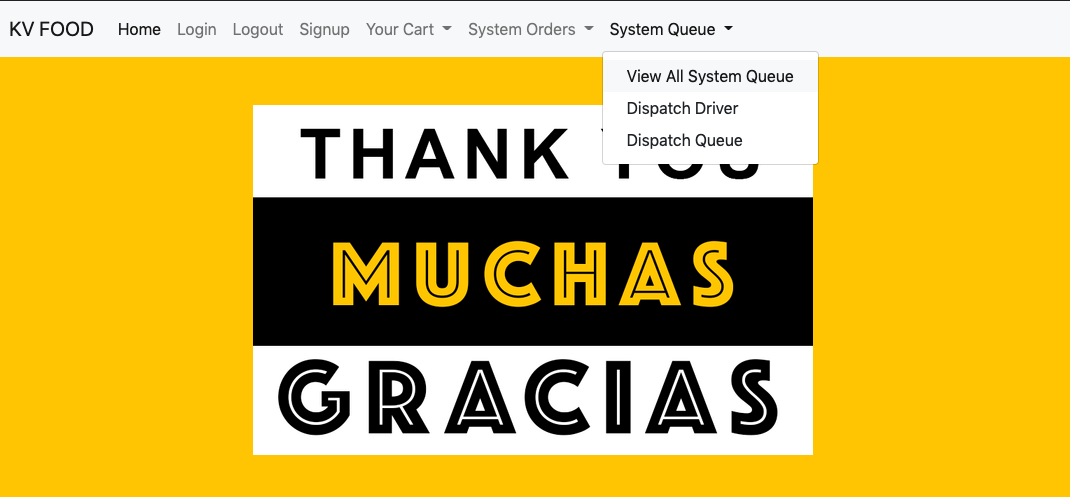 KV FOOD Home Login Logout Signup Your Cart System Orders System Queue
View All System Queue
Dispatch Driver
Dispatch Queue
THANK YOU
MUCHAS
GRACIAS